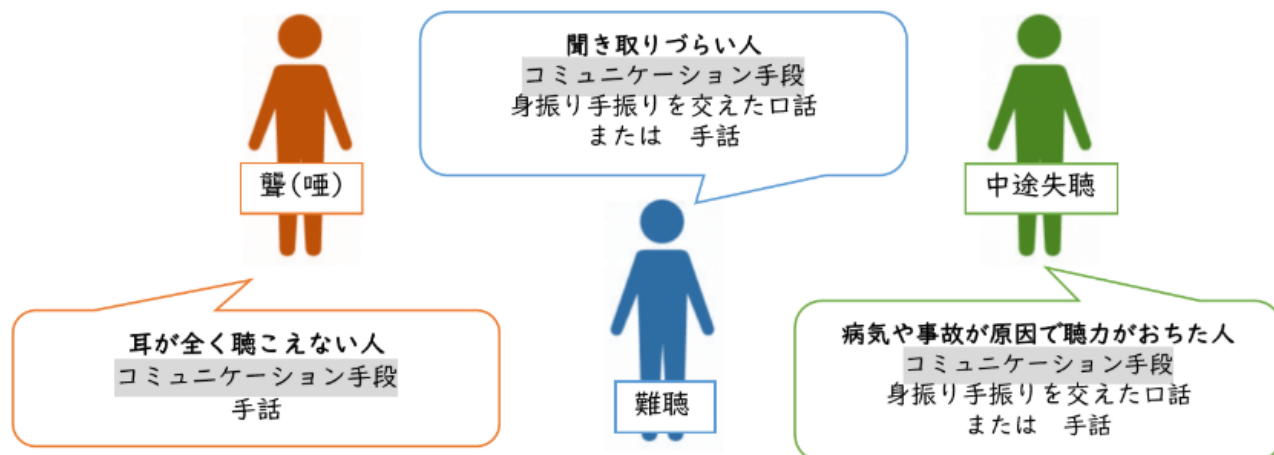 聞き取りづらい人
コミュニケーション手段
身振り手振りを交えた口話
または　手話
聾(唖)
中途失聴
耳が全く聴こえない人
コミュニケーション手段
手話
難聴
病気や事故が原因で聴力がおちた人
コミュニケーション手段
身振り手振りを交えた口話
または　手話